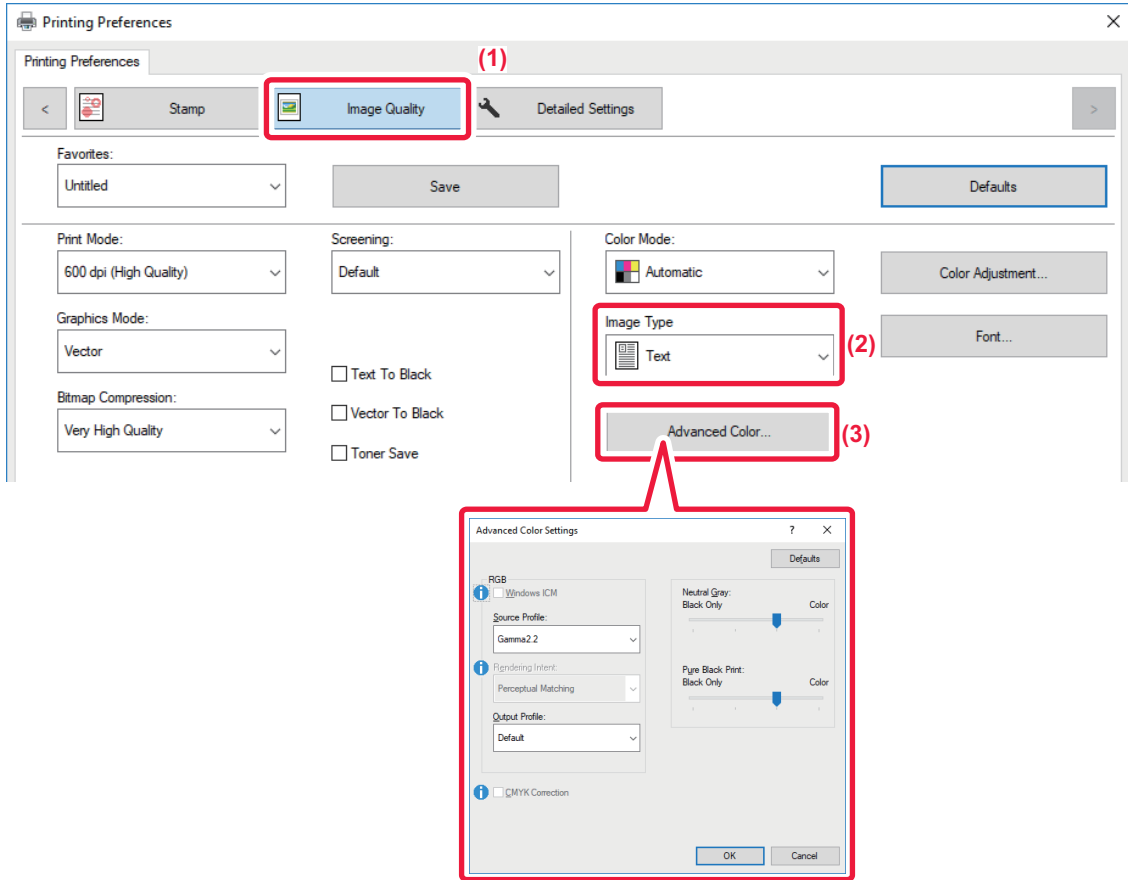 Printing Preferences
Printing Preferences
(1)
<
Stamp
Image Quality
Detailed Settings
>
Favorites:
Untitled
Save
Defaults
Print Mode:
Screening:
Color Mode:
600 dpi (High Quality)
Default
Automatic
Color Adjustment...
Graphics Mode:
Image Type
Vector
Text
(2)
Font...
Text To Black
Bitmap Compression:
Vector To Black
Very High Quality
Advanced Color...
(3)
Toner Save
Advanced Color Settings
?
Defaults
RGB
Windows ICM
Source Profile:
Gamma2.2
Rendering Intent:
Perceptual Matching
Output Profile:
Default
CMYK Correction
Neutral Gray:
Black Only Color
Pure Black Print:
Black Only Color
OK
Cancel